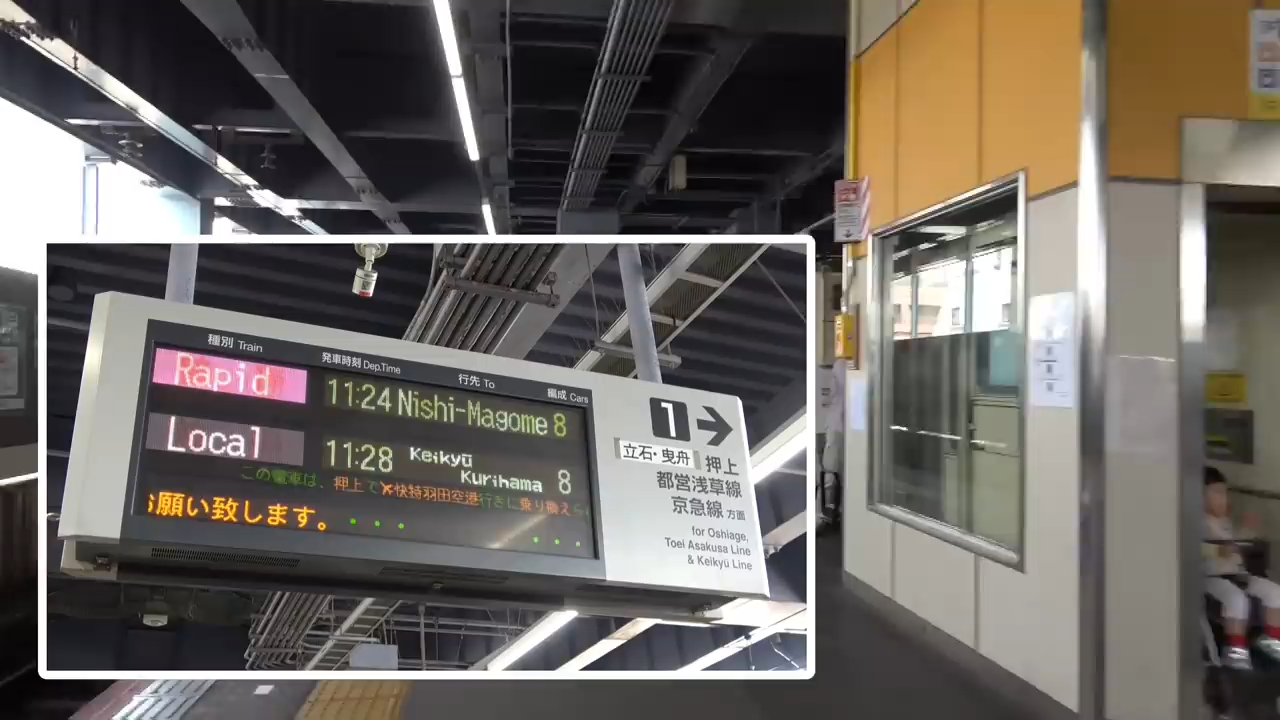 種別 Train 発車時刻 Dep.Time 行先 To 編成 Cars
Rapid 11:24 Nishi-Magome 8
Local 11:28 Keikyū Kurihama 8
この電車は、押上で✈快特羽田空港行きに乗り換え
お願い致します。...
...
1 →
立石・曳舟 押上
都営浅草線
京急線 方面
for Oshiage,
Toei Asakusa Line
& Keikyū Line